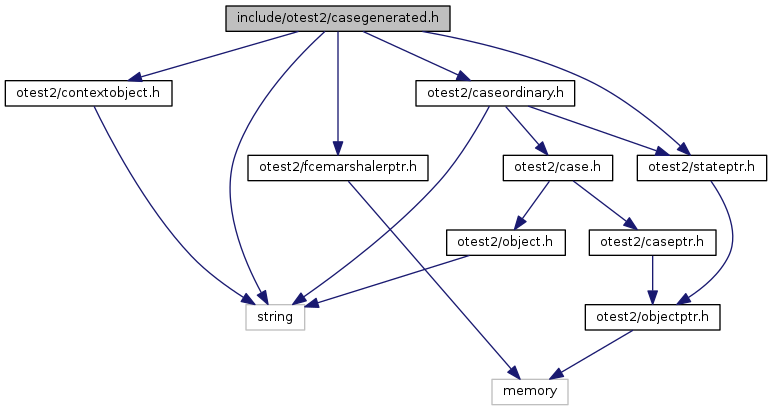 include/otest2/casegenerated.h
otest2/contextobject.h
otest2/caseordinary.h
otest2/fcemarshalerptr.h
otest2/case.h
otest2/stateptr.h
otest2/object.h
otest2/caseptr.h
string
otest2/objectptr.h
memory